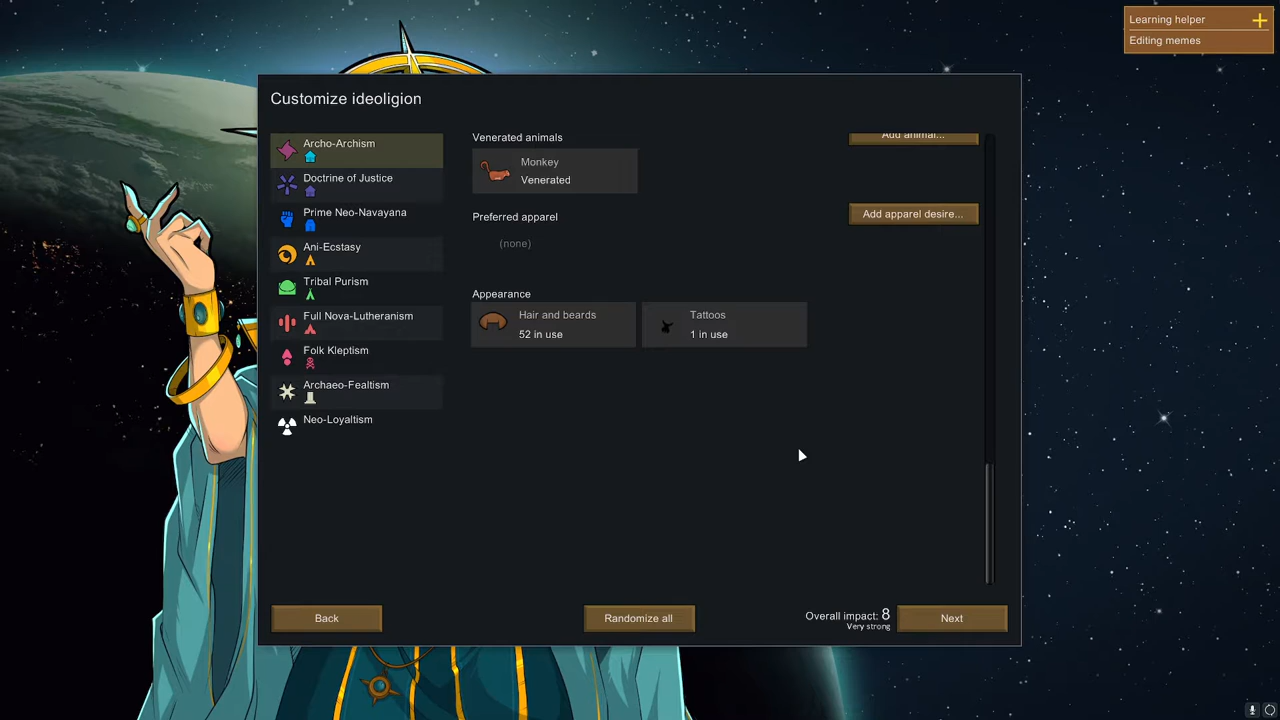 Learning helper
Editing memes
Customize ideoligion
Archo-Archism
Doctrine of Justice
Prime Neo-Navayana
Ani-Ecstasy
Tribal Purism
Full Nova-Lutheranism
Folk Kleptism
Archaeo-Fealtism
Neo-Loyaltism
Venerated animals
Add animal...
Monkey
Venerated
Preferred apparel
Add apparel desire...
(none)
Appearance
Hair and beards
52 in use
Tattoos
1 in use
Back
Randomize all
Overall impact: 8
Very strong
Next